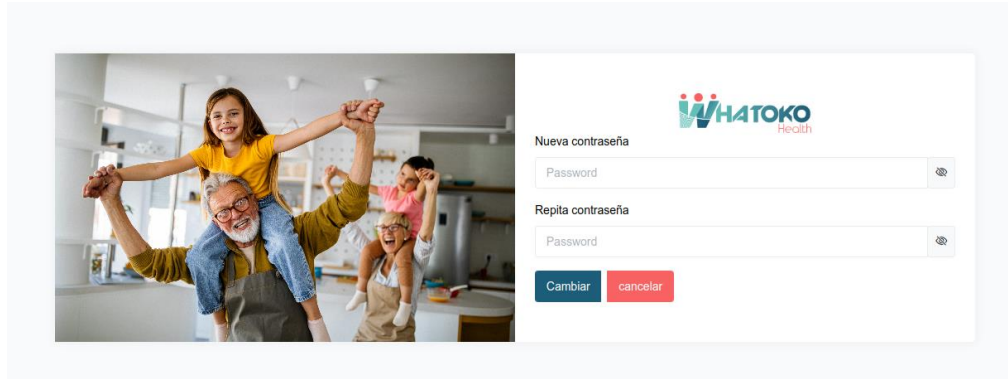 WHATOKO
Health
Nueva contraseña
Password
Repita contraseña
Password
Cambiar cancelar